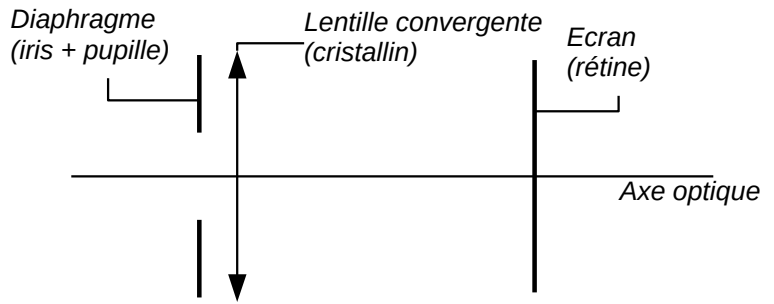 Diaphragme
(iris + pupille)
Lentille convergente
(cristallin)
Ecran
(rétine)
Axe optique